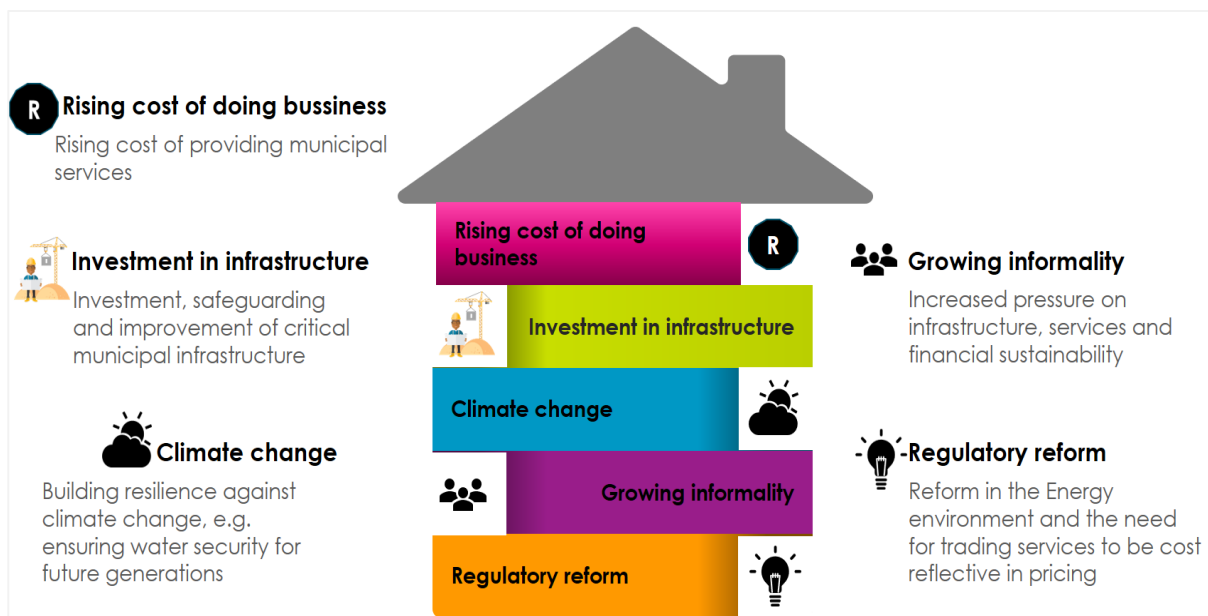 R
Rising cost of doing bussiness
Rising cost of providing municipal
services
Investment in infrastructure
Investment, safeguarding
and improvement of critical
municipal infrastructure
Climate change
Building resilience against
climate change, e.g.
ensuring water security for
future generations
Rising cost of doing
business
R
Investment in infrastructure
Climate change
Growing informality
Regulatory reform
Growing informality
Increased pressure on
infrastructure, services and
financial sustainability
Regulatory reform
Reform in the Energy
environment and the need
for trading services to be cost
reflective in pricing